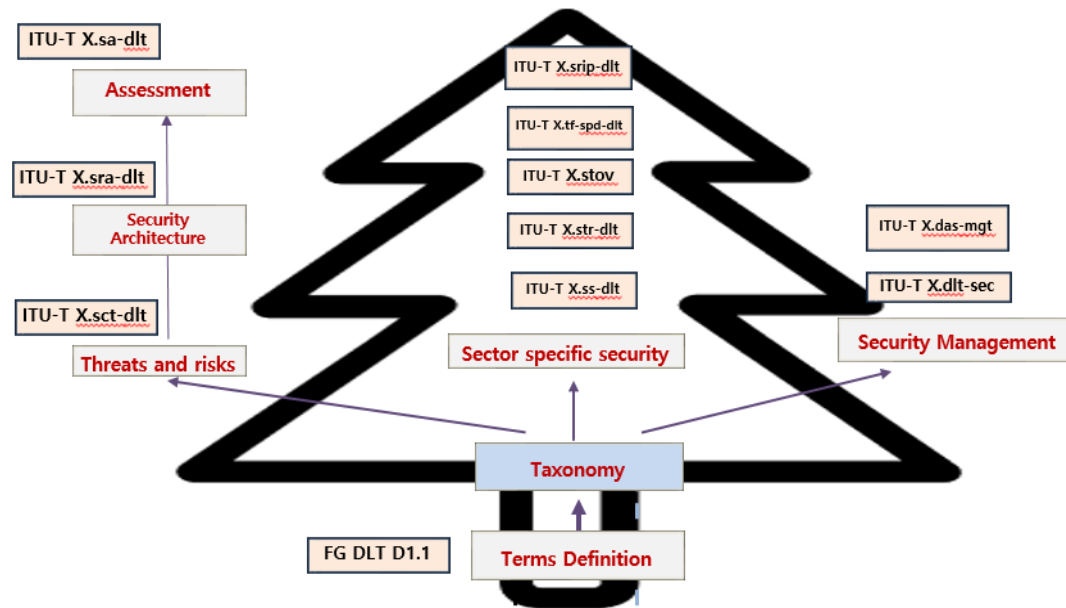 ITU-T X.sa-dlt
Assessment
ITU-T X.sra-dlt
Security
Architecture
ITU-T X.sct-dlt
Threats and risks
ITU-T X.srip-dlt
ITU-T X.tf-spd-dlt
ITU-T X.stov
ITU-T X.str-dlt
ITU-T X.ss-dlt
Sector specific security
ITU-T X.das-mgt
ITU-T X.dlt-sec
Security Management
Taxonomy
FG DLT D1.1
Terms Definition